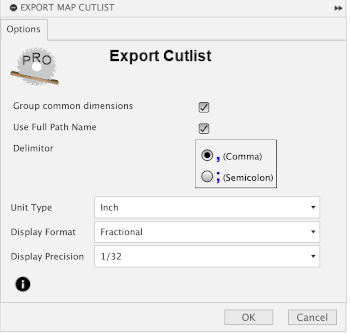 EXPORT MAP CUTLIST
Options
PRO
Export Cutlist
Group common dimensions
Use Full Path Name
Delimitor
, (Comma)
; (Semicolon)
Unit Type
Inch
Display Format
Fractional
Display Precision
1/32
OK
Cancel